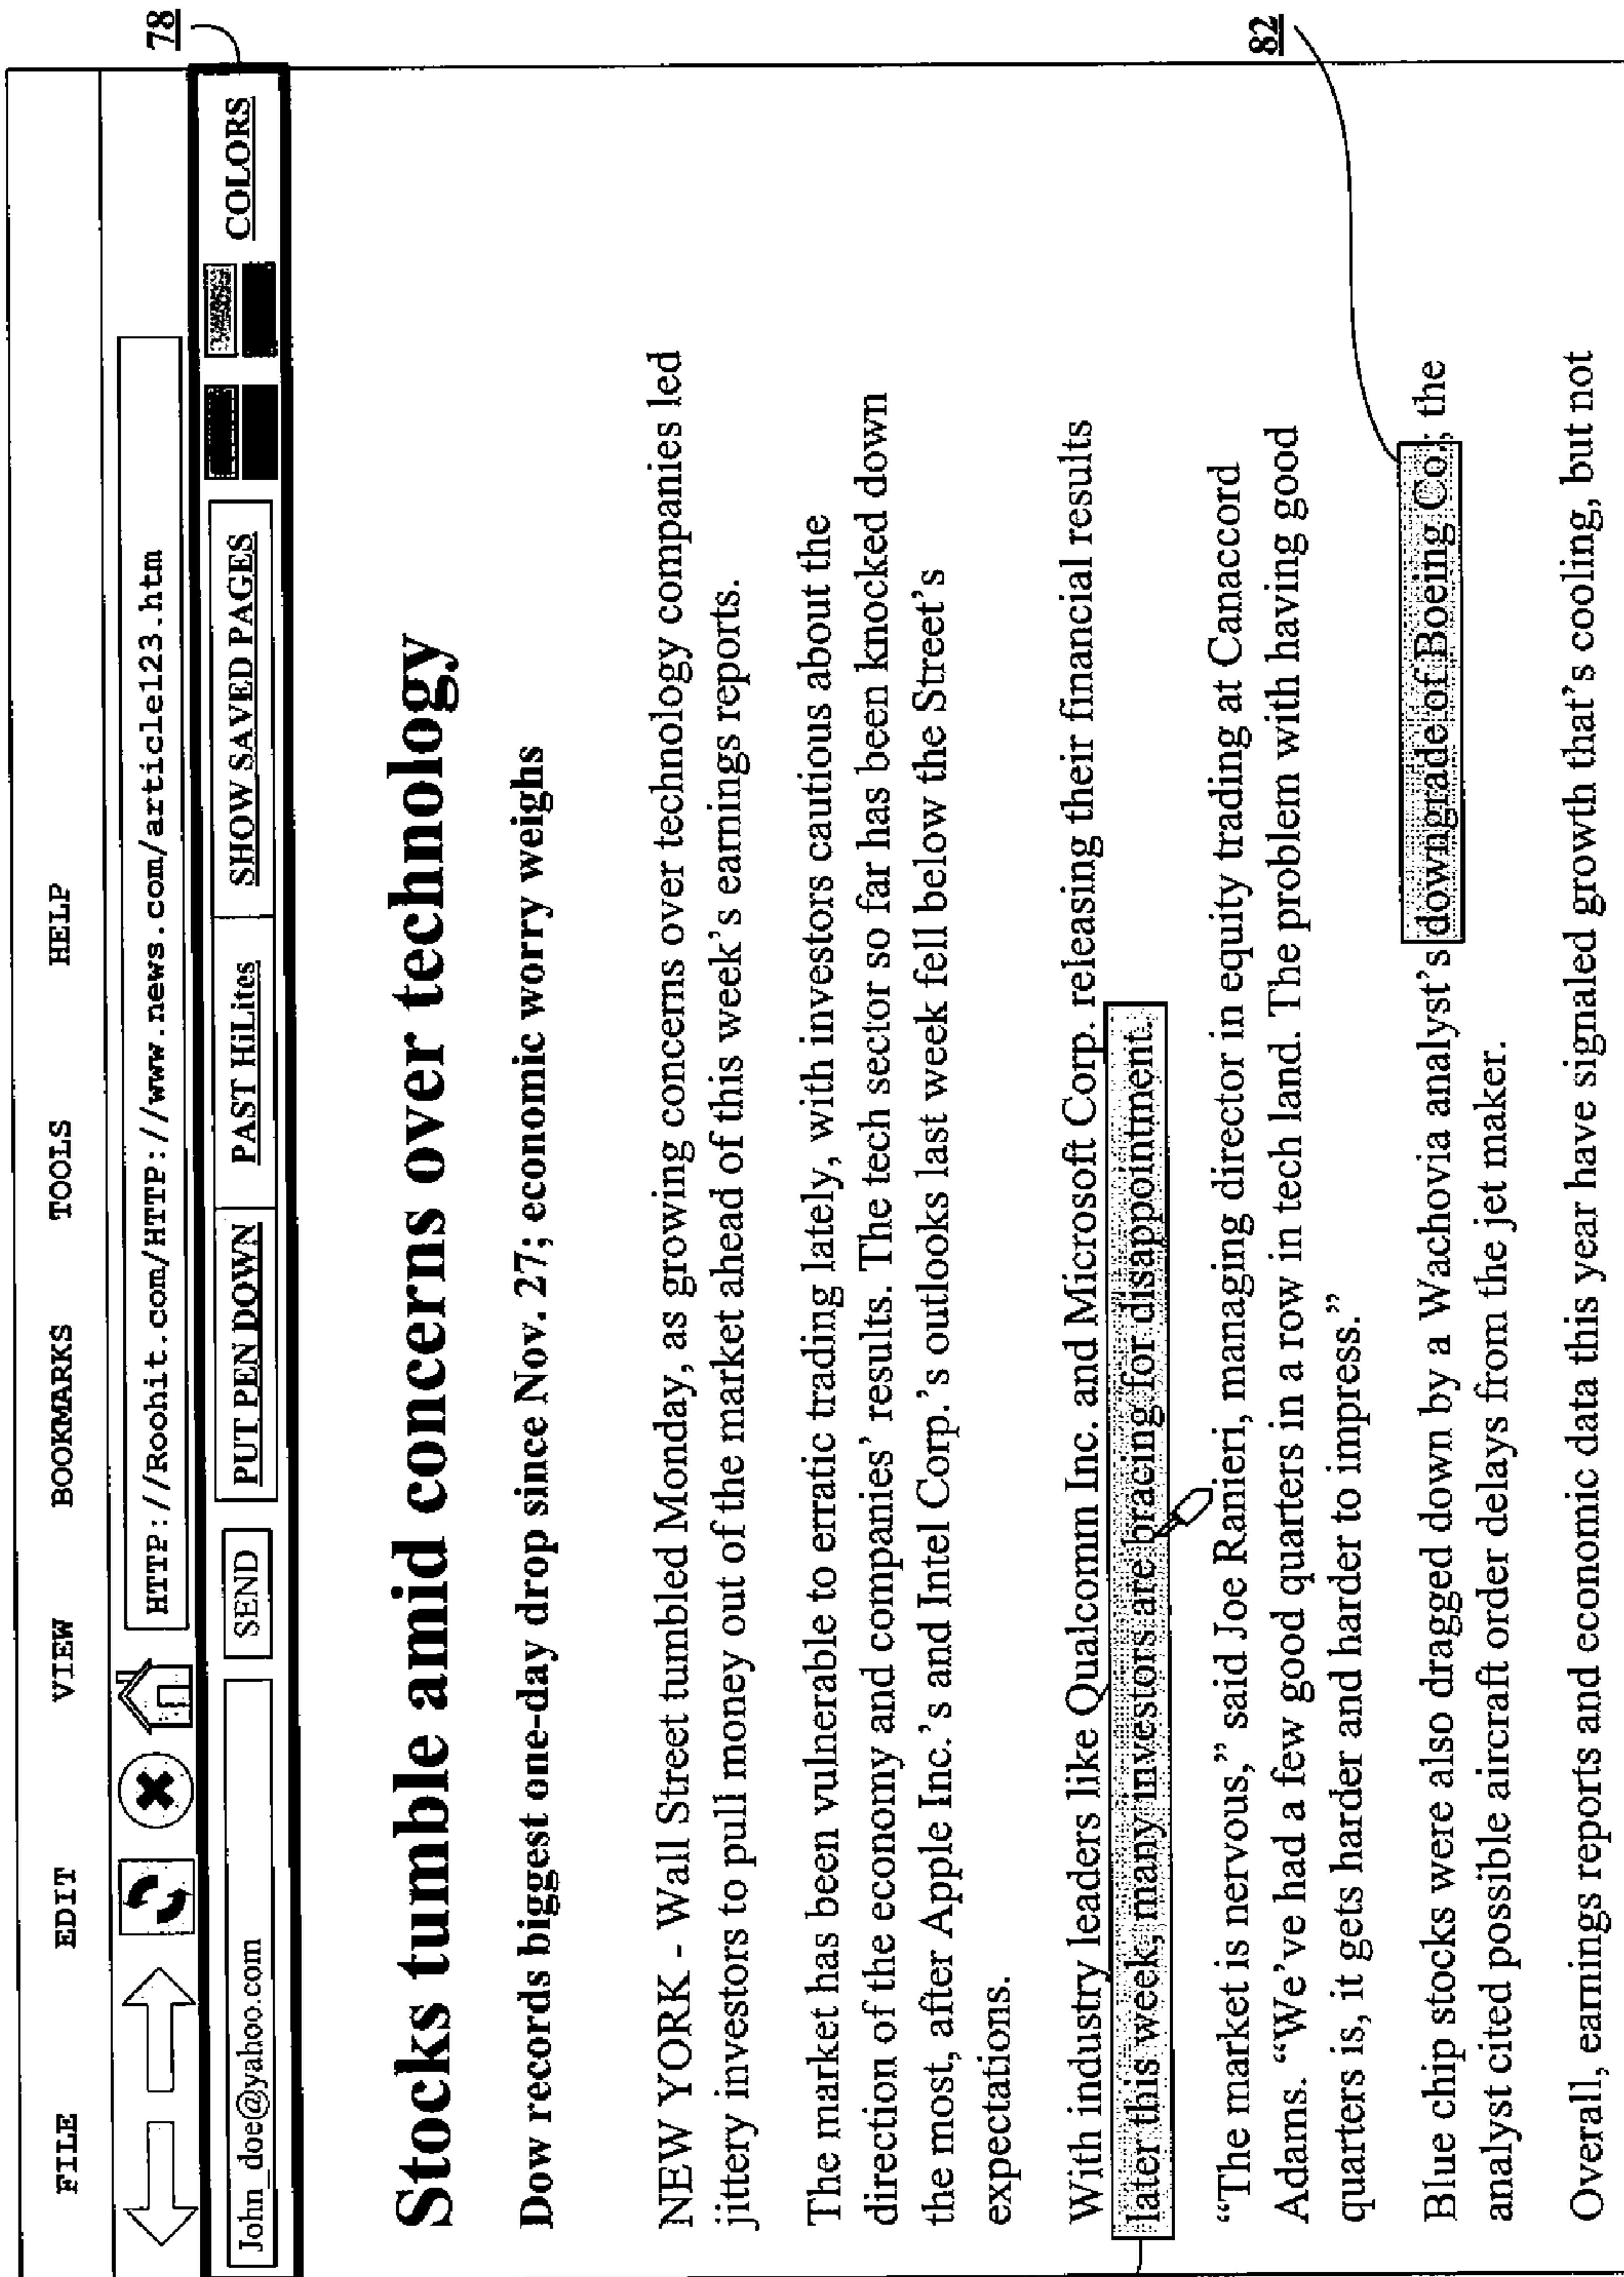 FILE EDIT VIEW BOOKMARKS TOOLS HELP
HTTP://Roohit.com/HTTP://www.news.com/article123.htm
78
John_doe@yahoo.com SEND PUT PEN DOWN PAST HiLites SHOW SAVED PAGES COLORS
Stocks tumble amid concerns over technology
Dow records biggest one-day drop since Nov. 27; economic worry weighs
NEW YORK - Wall Street tumbled Monday, as growing concerns over technology companies led
jittery investors to pull money out of the market ahead of this week's earnings reports.
The market has been vulnerable to erratic trading lately, with investors cautious about the
direction of the economy and companies' results. The tech sector so far has been knocked down
the most, after Apple Inc.'s and Intel Corp.'s outlooks last week fell below the Street's
expectations.
With industry leaders like Qualcomm Inc. and Microsoft Corp. releasing their financial results
later this week, many investors are bracing for disappointment.
82
“The market is nervous,” said Joe Ranieri, managing director in equity trading at Canaccord
Adams. “We've had a few good quarters in a row in tech land. The problem with having good
quarters is, it gets harder and harder to impress.”
Blue chip stocks were also dragged down by a Wachovia analyst's downgrade of Boeing Co.; the
analyst cited possible aircraft order delays from the jet maker.
Overall, earnings reports and economic data this year have signaled growth that's cooling, but not